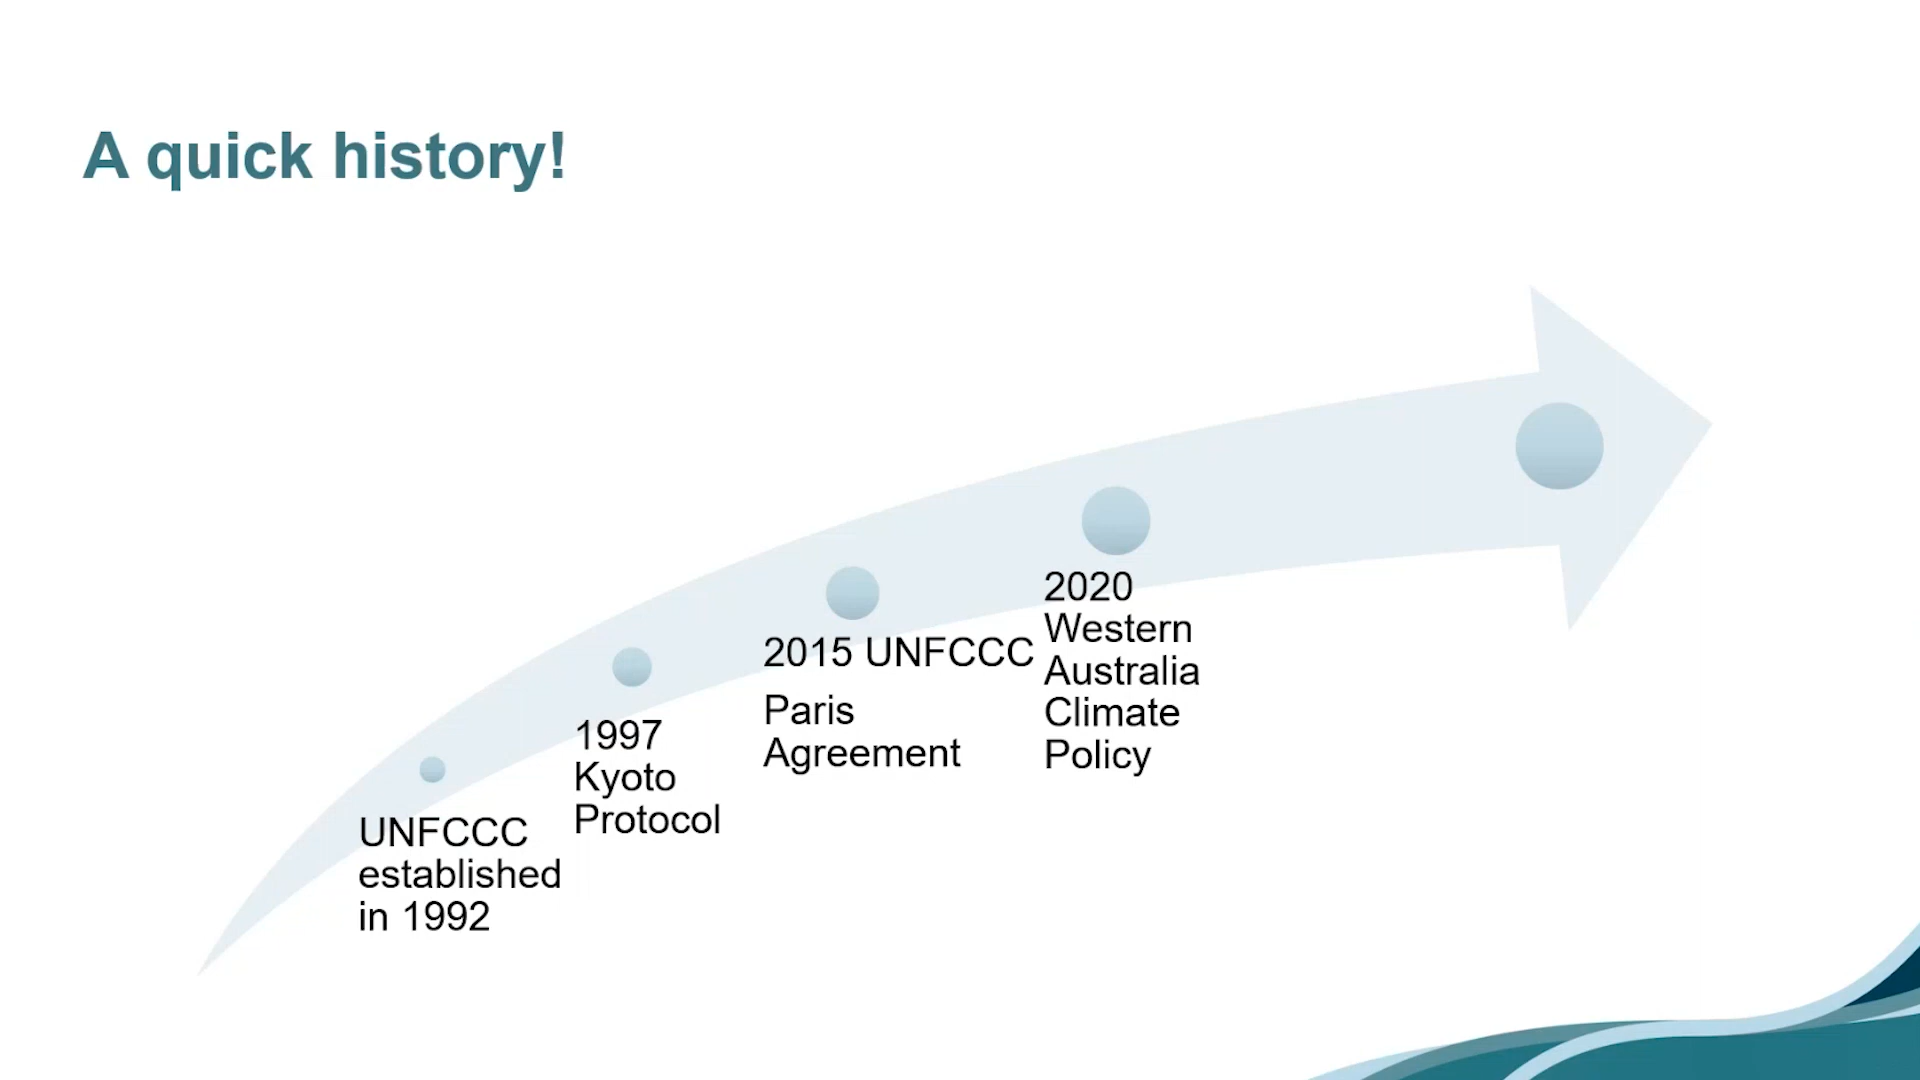 A quick history!
UNFCCC
established
in 1992
1997
Kyoto
Protocol
2015 UNFCCC
Paris
Agreement
2020
Western
Australia
Climate
Policy